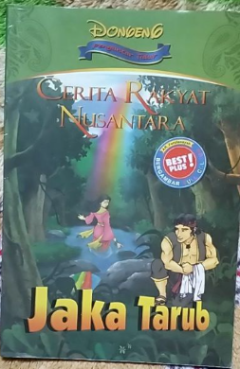 DONGENG
CERITA RAKYAT
NUSANTARA
BEST !
PLUS
Jaka Tarub